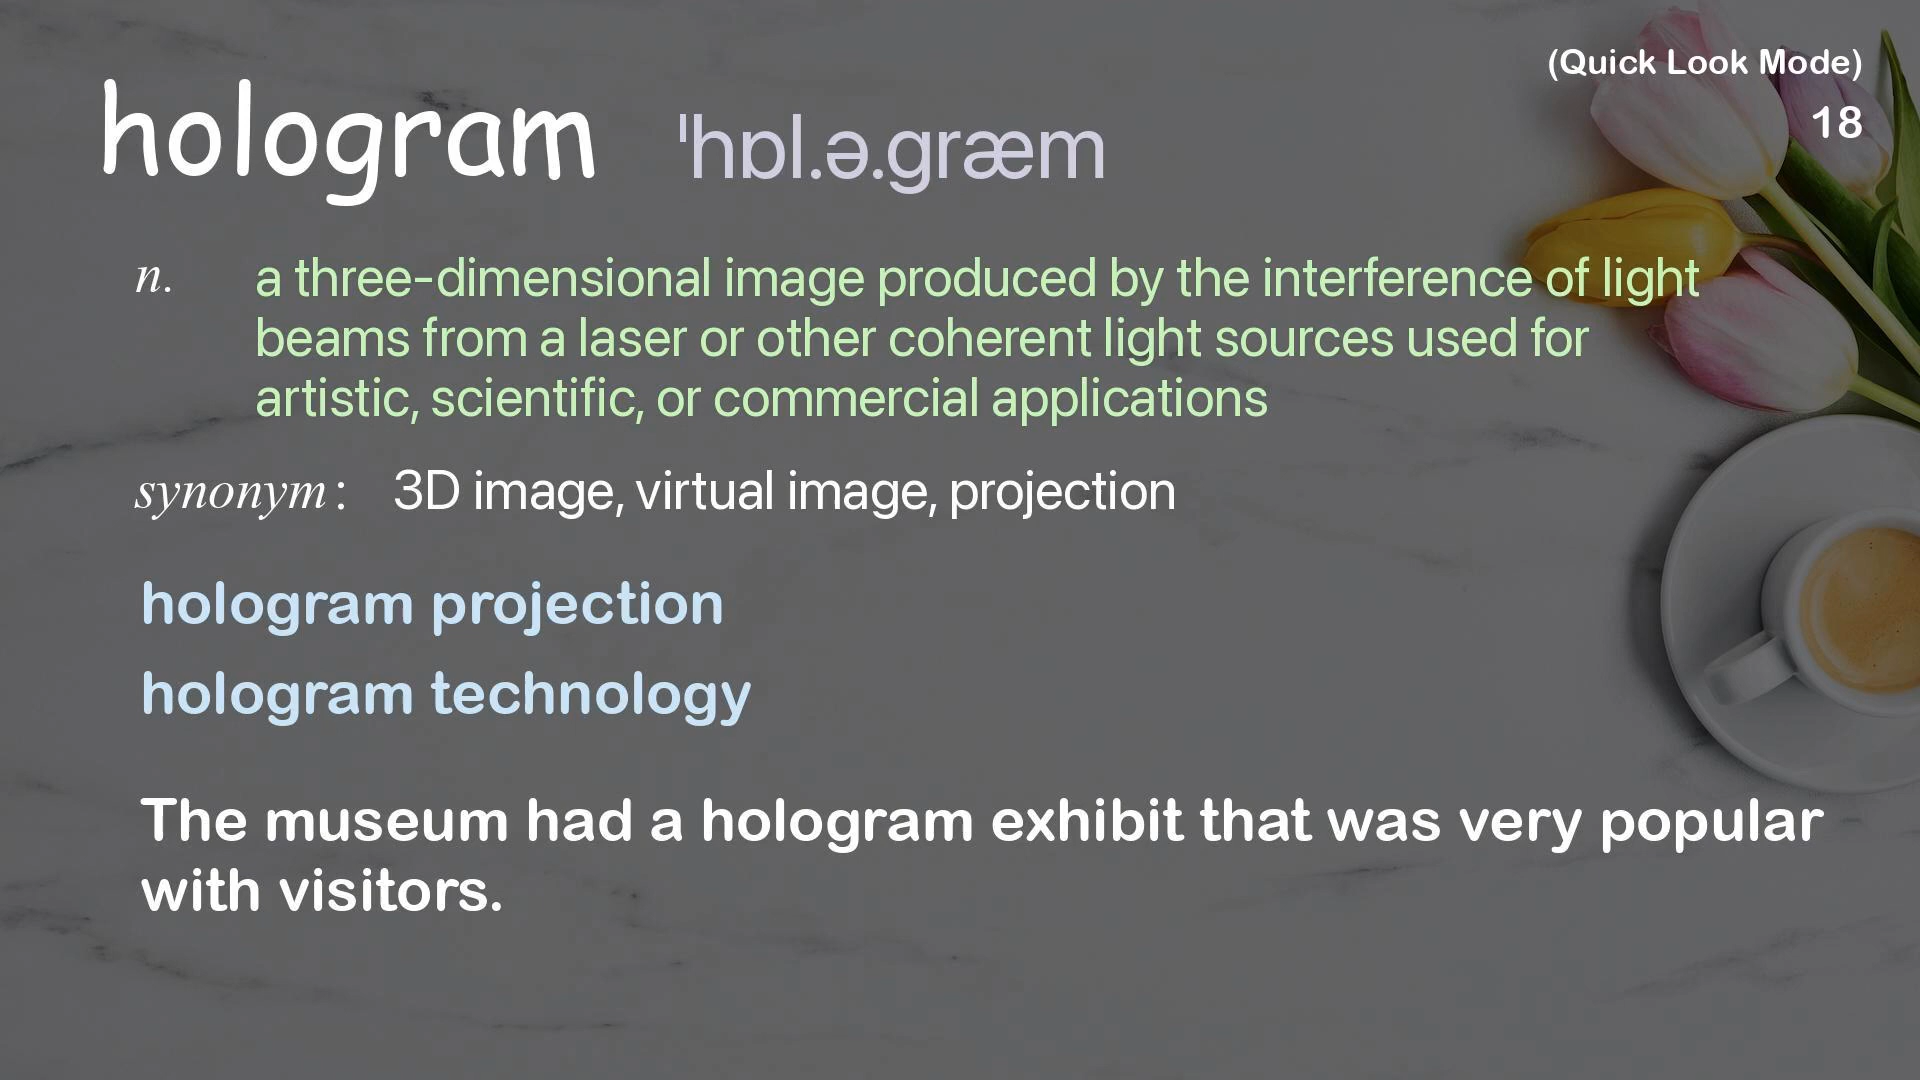 (Quick Look Mode)
18
hologram ˈhɒl.ə.græm
n. a three-dimensional image produced by the interference of light
beams from a laser or other coherent light sources used for
artistic, scientific, or commercial applications
synonym: 3D image, virtual image, projection
hologram projection
hologram technology
The museum had a hologram exhibit that was very popular
with visitors.